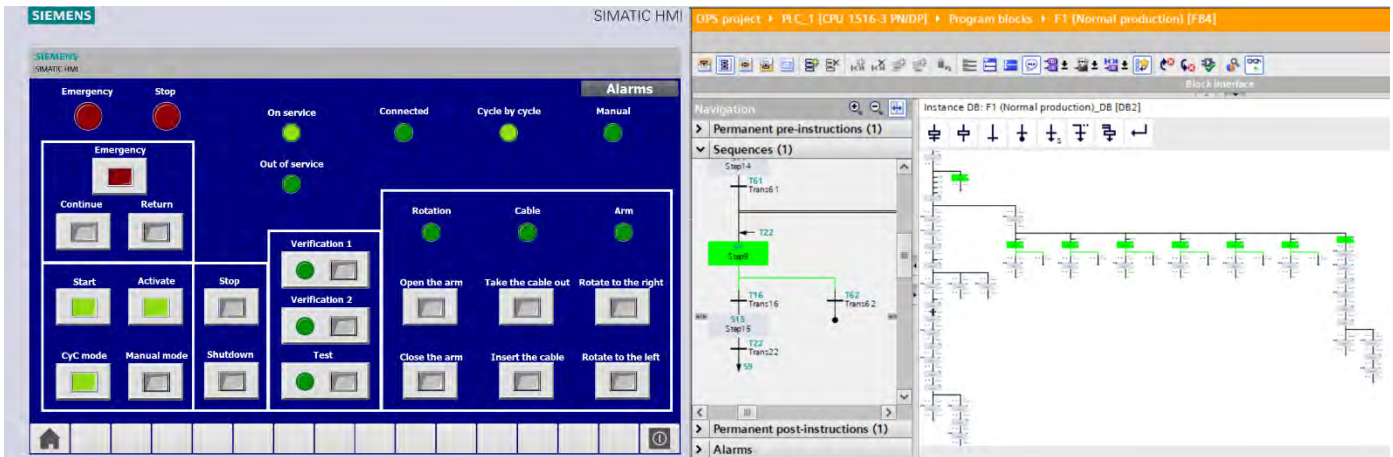 SIEMENS
SIMATIC HMI
SIEMENS
SIMATIC HMI
Alarms
Emergency Stop
On service Connected Cycle by cycle Manual
Out of service
Emergency
Continue Return
Rotation Cable Arm
Verification 1
Verification 2
Test
Start Activate Stop
Open the arm Take the cable out Rotate to the right
CyC mode Manual mode Shutdown
Close the arm Insert the cable Rotate to the left
OPS project PLC_1 [CPU 1516-3 PN/DP] Program blocks F1 (Normal production) [FB4]
Block interface
Navigation
Permanent pre-instructions (1)
Sequences (1)
Step14
T61
Trans61
T22
Step9
T16
Trans16
T62
Trans62
S15
Step15
T22
Trans22
S9
Permanent post-instructions (1)
Alarms
Instance DB: F1 (Normal production)_DB [DB2]